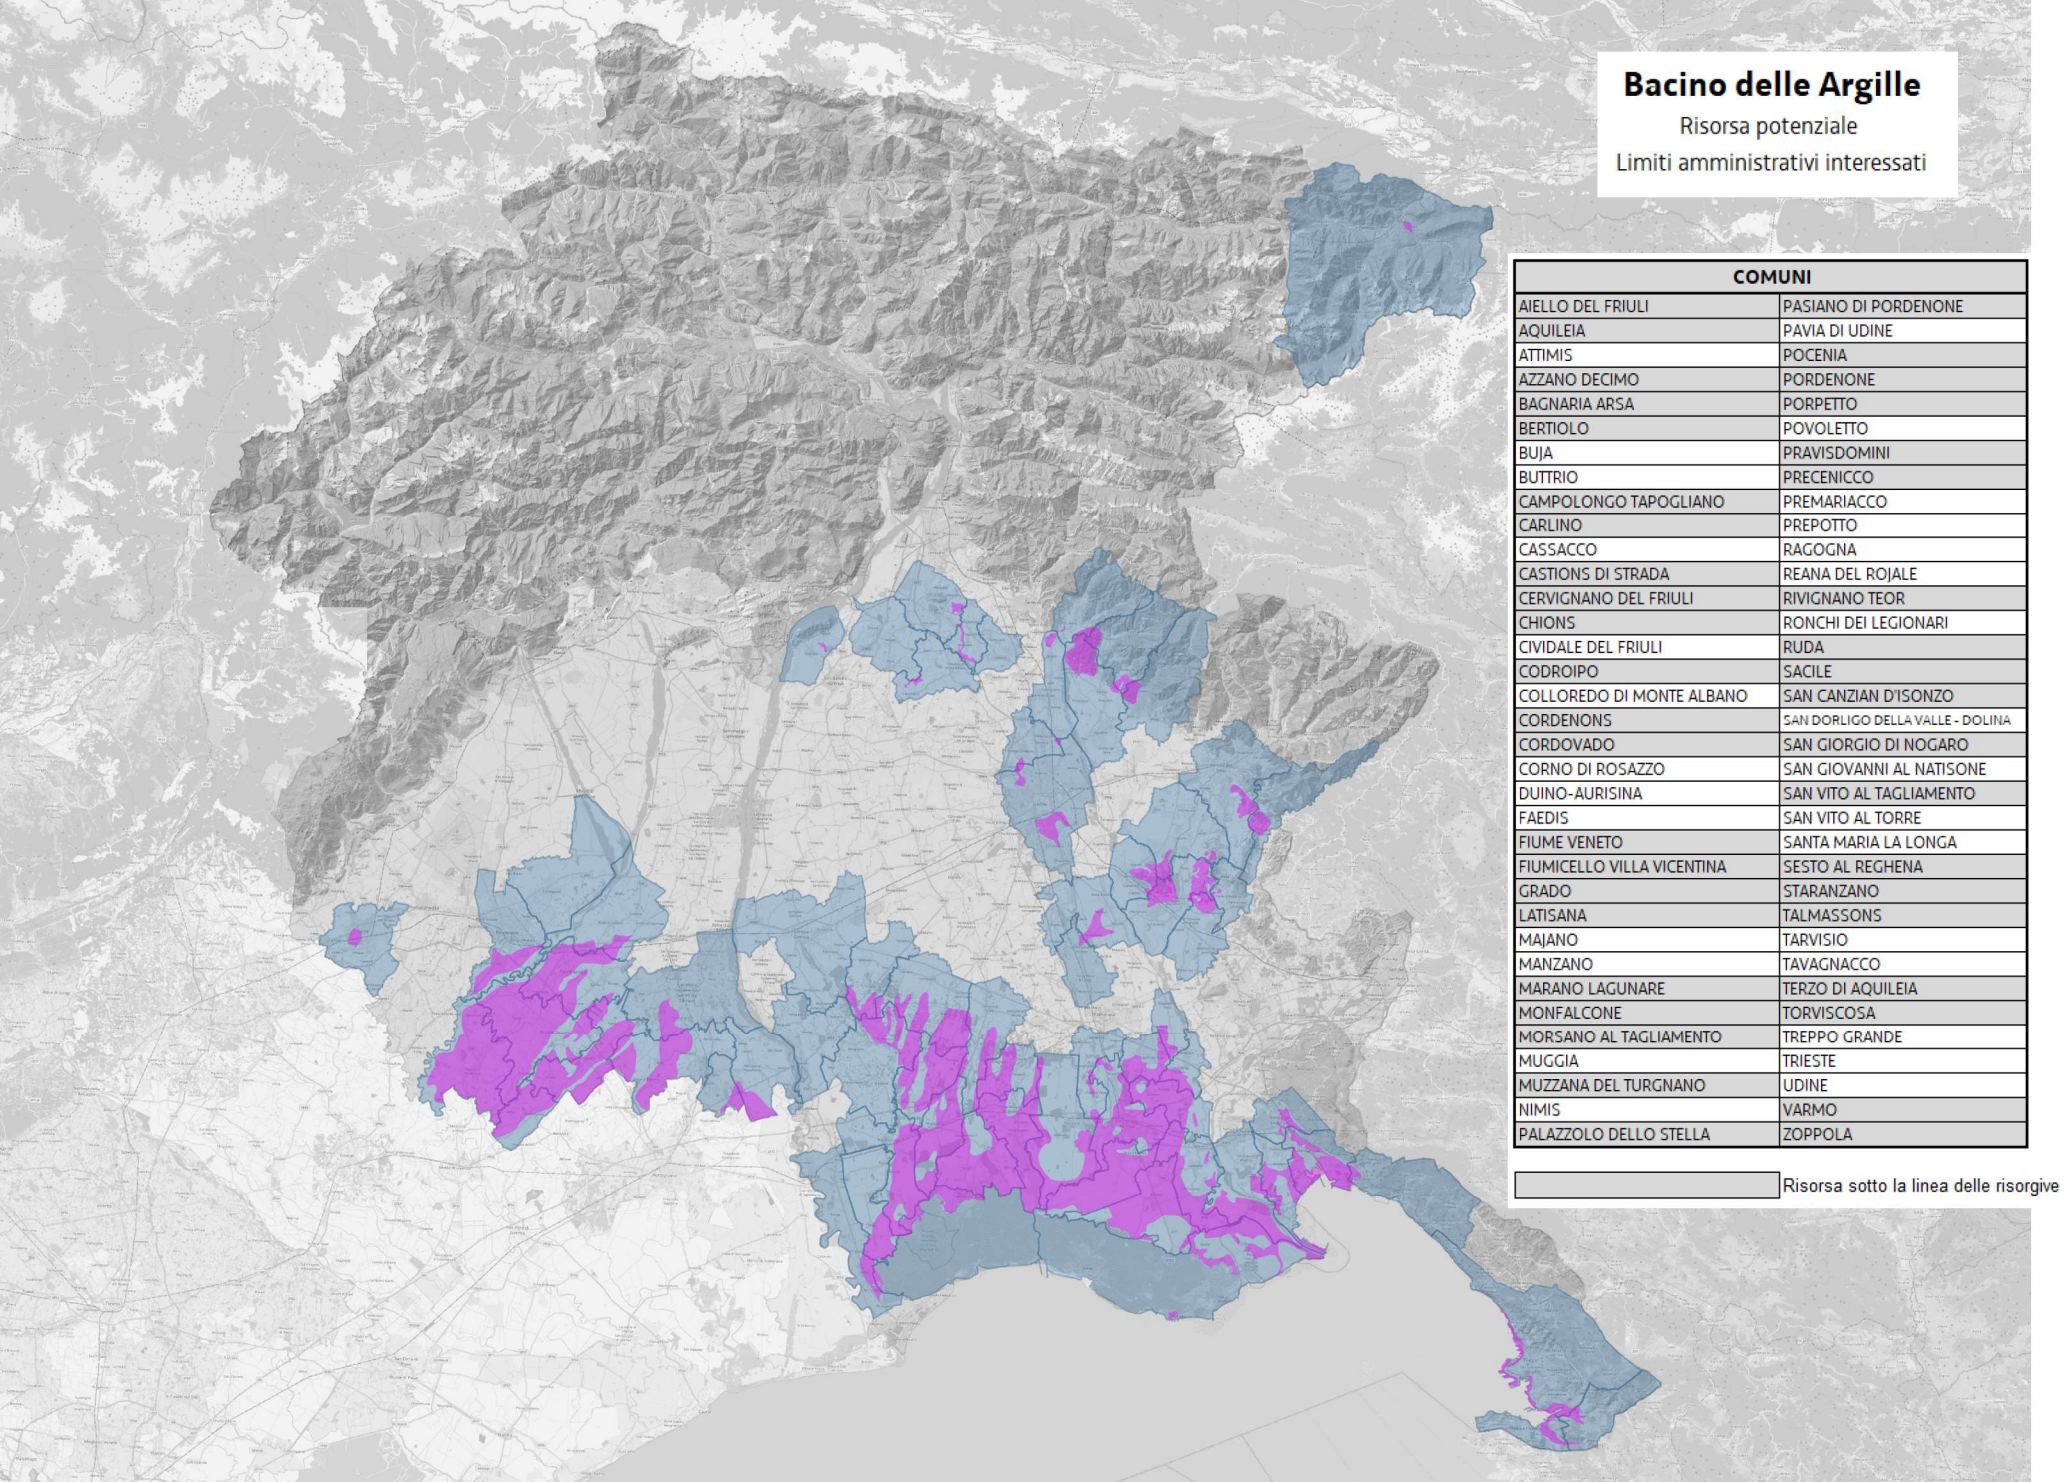 Bacino delle Argille
Risorsa potenziale
Limiti amministrativi interessati
COMUNI
AIELLO DEL FRIULI PASIANO DI PORDENONE
AQUILEIA PAVIA DI UDINE
ATTIMIS POCENIA
AZZANO DECIMO PORDENONE
BAGNARIA ARSA PORPETTO
BERTIOLO POVOLETTO
BUJA PRAVISDOMINI
BUTTRIO PRECENICCO
CAMPOLONGO TAPOGLIANO PREMARIACCO
CARLINO PREPOTTO
CASSACCO RAGOGNA
CASTIONS DI STRADA REANA DEL ROJALE
CERVIGNANO DEL FRIULI RIVIGNANO TEOR
CHIONS RONCHI DEI LEGIONARI
CIVIDALE DEL FRIULI RUDA
CODROIPO SACILE
COLLOREDO DI MONTE ALBANO SAN CANZIAN D'ISONZO
CORDENONS SAN DORLIGO DELLA VALLE - DOLINA
CORDOVADO SAN GIORGIO DI NOGARO
CORNO DI ROSAZZO SAN GIOVANNI AL NATISONE
DUINO-AURISINA SAN VITO AL TAGLIAMENTO
FAEDIS SAN VITO AL TORRE
FIUME VENETO SANTA MARIA LA LONGA
FIUMICELLO VILLA VICENTINA SESTO AL REGHENA
GRADO STARANZANO
LATISANA TALMASSONS
MAJANO TARVISIO
MANZANO TAVAGNACCO
MARANO LAGUNARE TERZO DI AQUILEIA
MONFALCONE TORVISCOSA
MORSANO AL TAGLIAMENTO TREPPO GRANDE
MUGGIA TRIESTE
MUZZANA DEL TURGNANO UDINE
NIMIS VARMO
PALAZZOLO DELLO STELLA ZOPPOLA
Risorsa sotto la linea delle risorgive